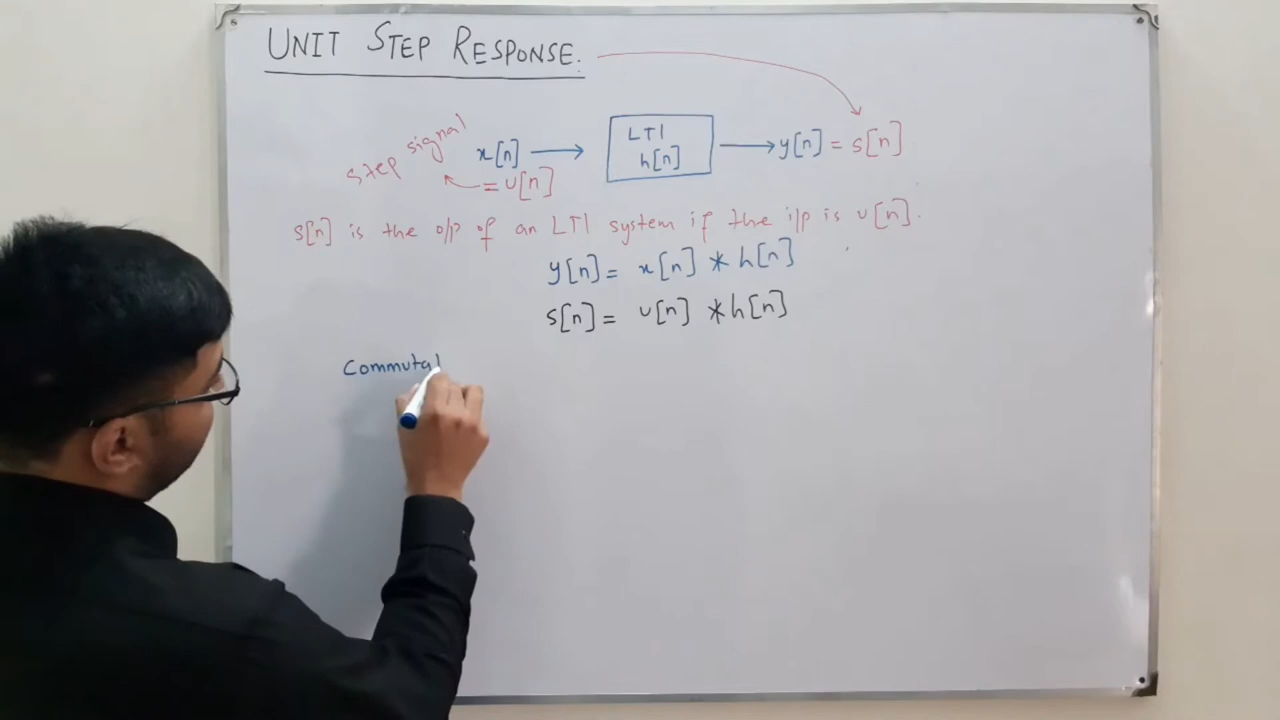 UNIT STEP RESPONSE.
step signal x[n] → LTI h[n] → y[n] = s[n]
= u[n]
s[n] is the o/p of an LTI system if the i/p is u[n].
y[n] = x[n] * h[n]
s[n] = u[n] * h[n]
Commutat